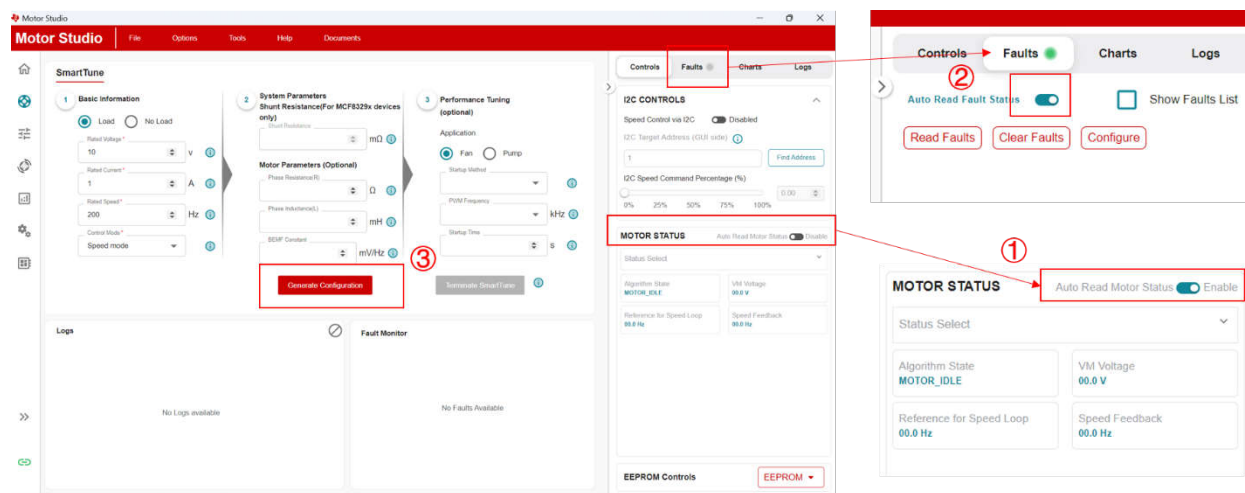 Motor Studio
Motor Studio File Options Tools Help Documents
SmartTune
1 Basic Information
Load No Load
Rated Voltage *
10 V
Rated Current *
1 A
Rated Speed *
200 Hz
Control Mode *
Speed mode
2 System Parameters
Shunt Resistance(For MCF8329x devices
only)
Shunt Resistance
mΩ
Motor Parameters (Optional)
Phase Resistance(R)
Ω
Phase Inductance(L)
mH
BEMF Constant
mV/Hz
3 Performance Tuning
(optional)
Application
Fan Pump
Startup Method
PWM Frequency
kHz
Startup Time
s
Generate Configuration
③
Terminate SmartTune
Logs
No Logs available
Fault Monitor
No Faults Available
Controls Faults Charts Logs
I2C CONTROLS
Speed Control via I2C Disabled
I2C Target Address (GUI side)
1 Find Address
I2C Speed Command Percentage (%)
0.00
0% 25% 50% 75% 100%
MOTOR STATUS Auto Read Motor Status Disable
Status Select
Algorithm State
MOTOR_IDLE
VM Voltage
00.0 V
Reference for Speed Loop
00.0 Hz
Speed Feedback
00.0 Hz
EEPROM Controls EEPROM
Controls Faults Charts Logs
②
Auto Read Fault Status Show Faults List
Read Faults Clear Faults Configure
①
MOTOR STATUS Auto Read Motor Status Enable
Status Select
Algorithm State
MOTOR_IDLE
VM Voltage
00.0 V
Reference for Speed Loop
00.0 Hz
Speed Feedback
00.0 Hz